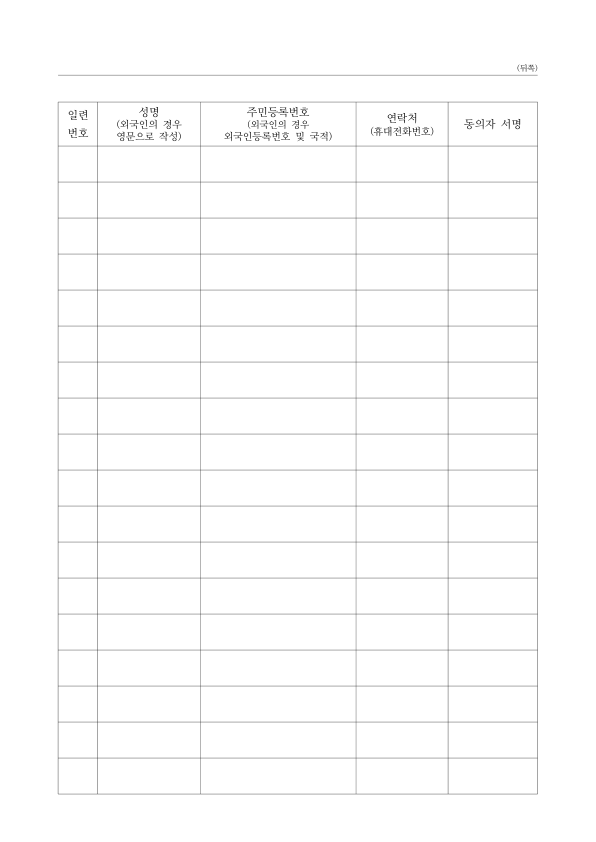 (뒤쪽)
일련
번호
성명
(외국인의 경우
영문으로 작성)
주민등록번호
(외국인의 경우
외국인등록번호 및 국적)
연락처
(휴대전화번호)
동의자 서명